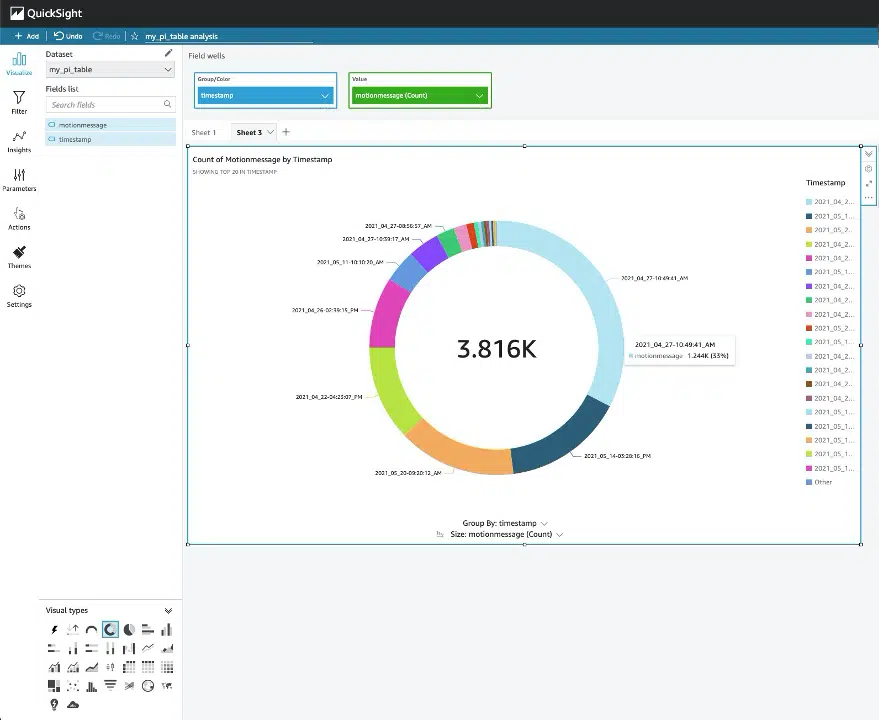 QuickSight
+ Add Undo Redo my_pi_table analysis
Dataset
my_pi_table
Fields list
Search fields
motionmessage
timestamp
Visualize
Filter
Insights
Parameters
Actions
Themes
Settings
Field wells
Group/Color
timestamp
Value
motionmessage (Count)
Sheet 1 Sheet 3 +
Count of Motionmessage by Timestamp
SHOWING TOP 20 IN TIMESTAMP
2021_04_27-08:56:57_AM
2021_04_27-10:39:17_AM
2021_05_11-10:10:20_AM
2021_04_26-02:39:15_PM
2021_04_22-04:23:07_PM
2021_05_20-09:20:12_AM
2021_05_14-03:20:16_PM
2021_04_27-10:49:41_AM
3.816K
2021_04_27-10:49:41_AM
motionmessage 1.244K (33%)
Group By: timestamp
Size: motionmessage (Count)
Timestamp
2021_04_2...
2021_05_1...
2021_05_2...
2021_04_2...
2021_04_2...
2021_05_1...
2021_04_2...
2021_04_2...
2021_04_2...
2021_05_2...
2021_05_1...
2021_04_2...
2021_04_2...
2021_04_2...
2021_04_2...
2021_05_1...
2021_05_1...
2021_05_1...
2021_05_1...
2021_05_1...
Other
Visual types